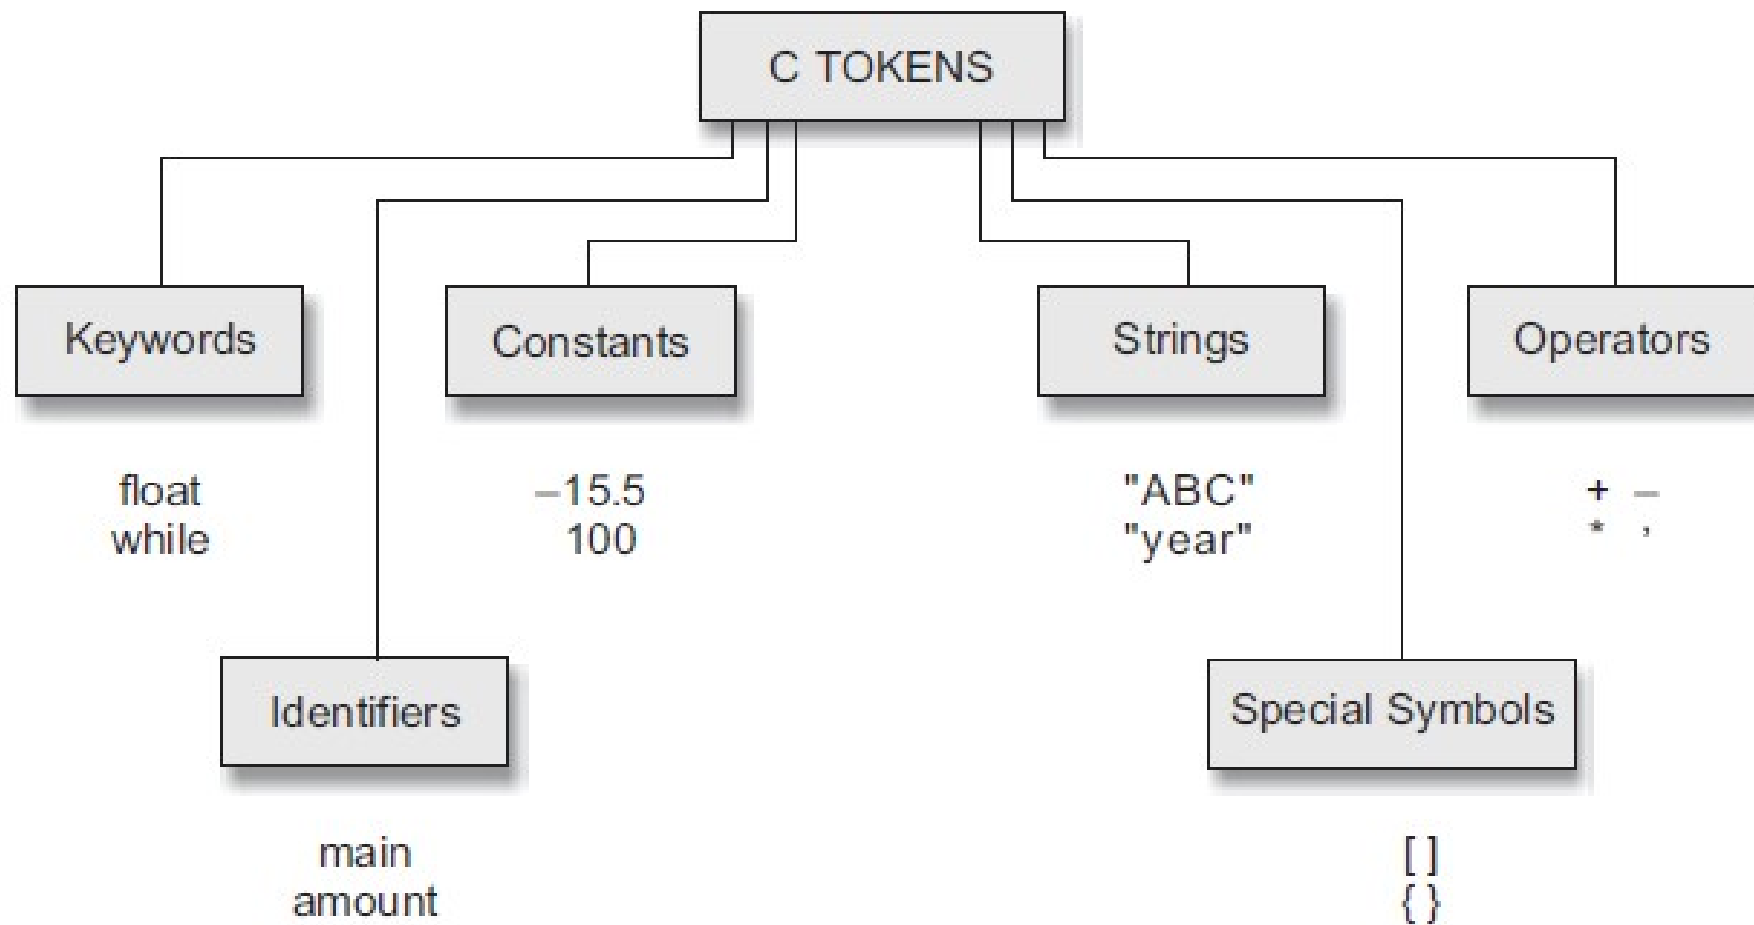 C TOKENS
Keywords
Constants
Strings
Operators
float
while
–15.5
100
"ABC"
"year"
+ –
* ,
Identifiers
Special Symbols
main
amount
[ ]
{ }